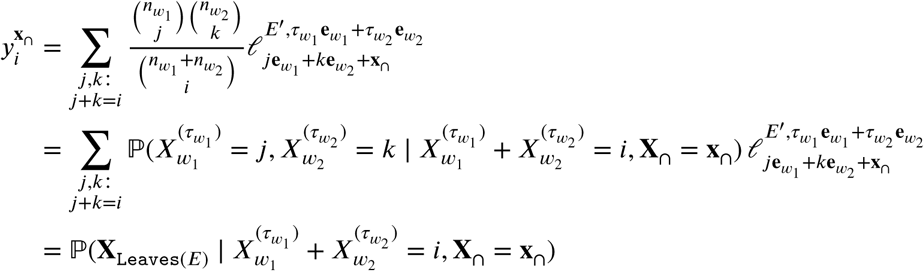 $y_i^{\mathbf{x}_\cap} = \sum_{\substack{j,k: \\ j+k=i}} \frac{\binom{n_{w_1}}{j}\binom{n_{w_2}}{k}}{\binom{n_{w_1}+n_{w_2}}{i}} \ell_{j\mathbf{e}_{w_1}+k\mathbf{e}_{w_2}+\mathbf{x}_\cap}^{E',\tau_{w_1}\mathbf{e}_{w_1}+\tau_{w_2}\mathbf{e}_{w_2}}$
$= \sum_{\substack{j,k: \\ j+k=i}} \mathbb{P}(X_{w_1}^{(\tau_{w_1})} = j, X_{w_2}^{(\tau_{w_2})} = k \mid X_{w_1}^{(\tau_{w_1})} + X_{w_2}^{(\tau_{w_2})} = i, \mathbf{X}_\cap = \mathbf{x}_\cap) \, \ell_{j\mathbf{e}_{w_1}+k\mathbf{e}_{w_2}+\mathbf{x}_\cap}^{E',\tau_{w_1}\mathbf{e}_{w_1}+\tau_{w_2}\mathbf{e}_{w_2}}$
$= \mathbb{P}(\mathbf{X}_{\mathtt{Leaves}(E)} \mid X_{w_1}^{(\tau_{w_1})} + X_{w_2}^{(\tau_{w_2})} = i, \mathbf{X}_\cap = \mathbf{x}_\cap)$